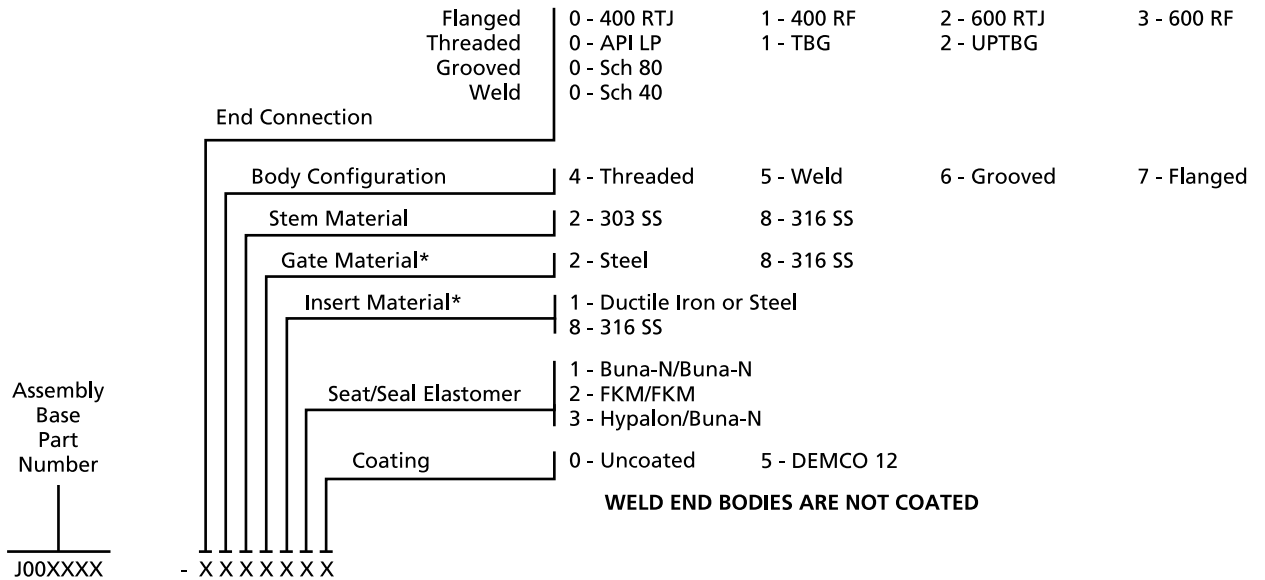 Flanged 0 - 400 RTJ 1 - 400 RF 2 - 600 RTJ 3 - 600 RF
Threaded 0 - API LP 1 - TBG 2 - UPTBG
Grooved 0 - Sch 80
Weld 0 - Sch 40
End Connection
Body Configuration 4 - Threaded 5 - Weld 6 - Grooved 7 - Flanged
Stem Material 2 - 303 SS 8 - 316 SS
Gate Material* 2 - Steel 8 - 316 SS
Insert Material* 1 - Ductile Iron or Steel
8 - 316 SS
1 - Buna-N/Buna-N
Seat/Seal Elastomer 2 - FKM/FKM
3 - Hypalon/Buna-N
Coating 0 - Uncoated 5 - DEMCO 12
WELD END BODIES ARE NOT COATED
Assembly
Base
Part
Number
J00XXXX - X X X X X X X